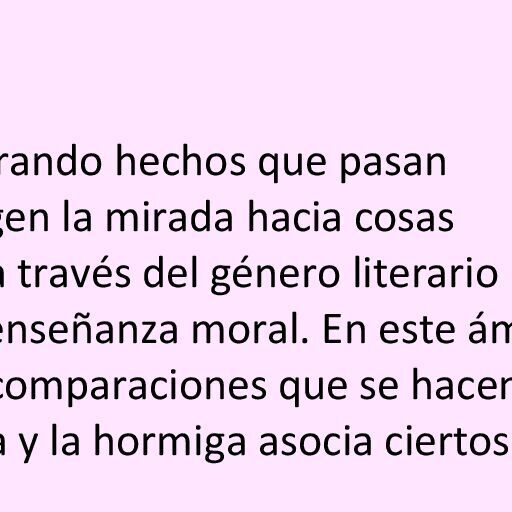 rando hechos que pasan
gen la mirada hacia cosas
a través del género literario
enseñanza moral. En este ám
comparaciones que se hacen
a y la hormiga asocia ciertos